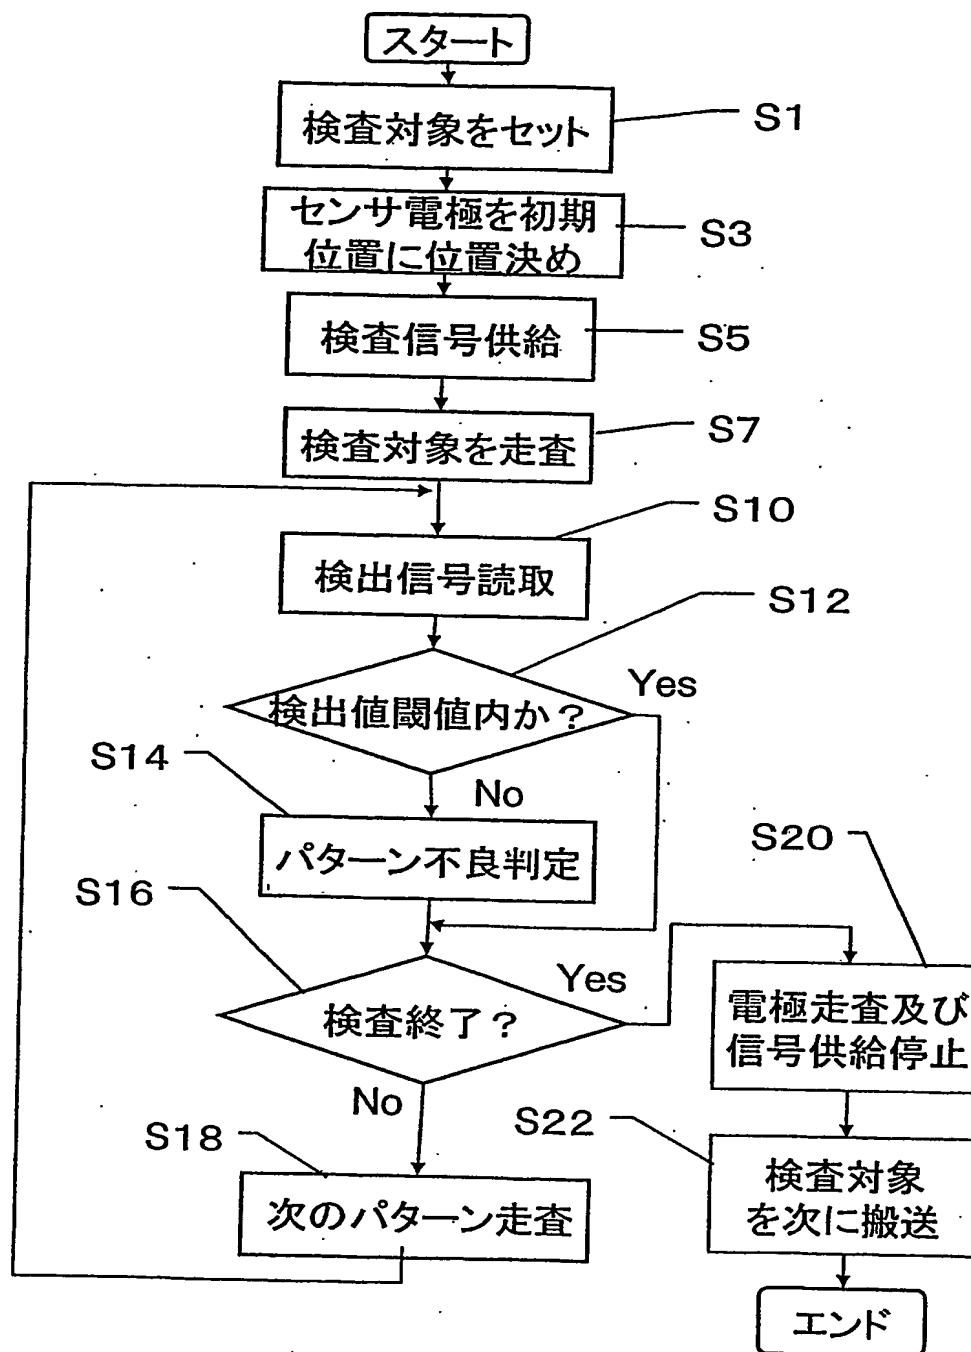 スタート
検査対象をセット
S1
センサ電極を初期
位置に位置決め
S3
検査信号供給
S5
検査対象を走査
S7
検出信号読取
S10
検出値閾値内か？
S12
Yes
No
パターン不良判定
S14
検査終了？
S16
Yes
No
次のパターン走査
S18
電極走査及び
信号供給停止
S20
検査対象
を次に搬送
S22
エンド